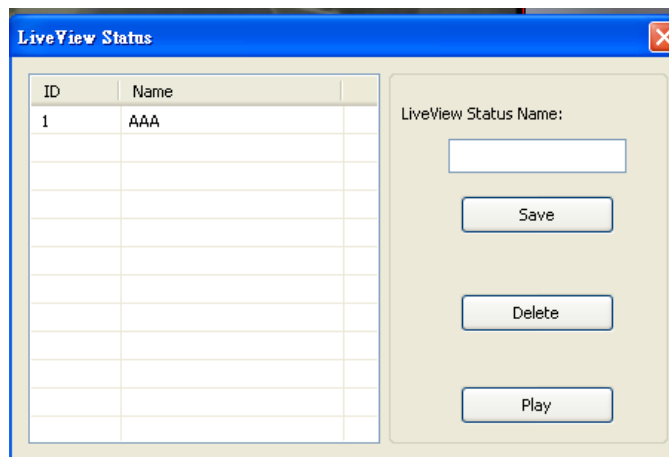 LiveView Status
ID Name
1 AAA
LiveView Status Name:
Save
Delete
Play